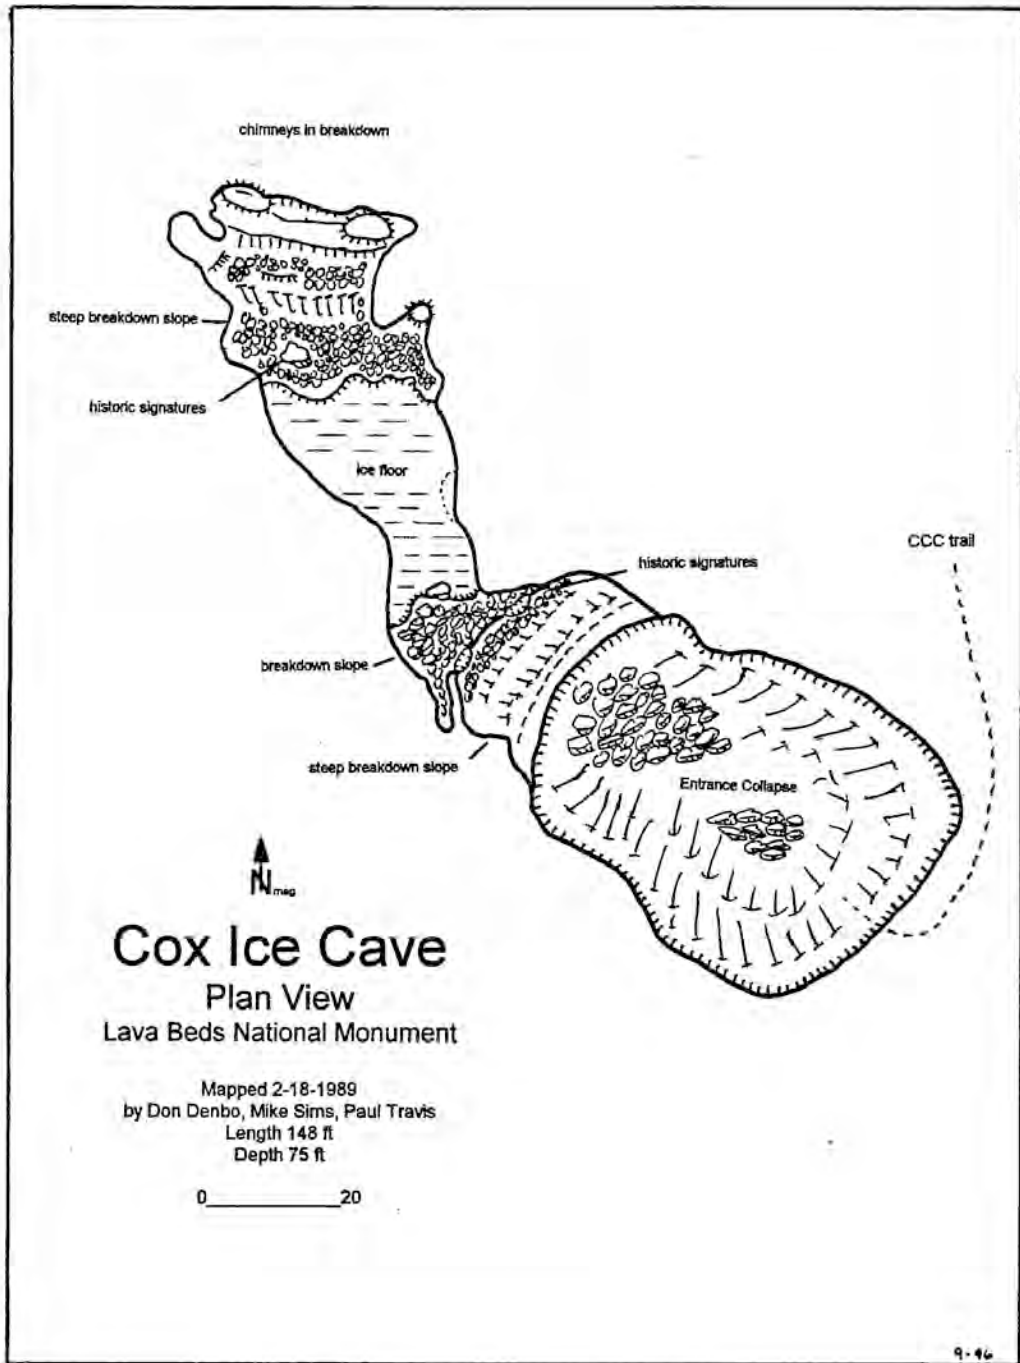 chimneys in breakdown
steep breakdown slope
historic signatures
ice floor
CCC trail
historic signatures
breakdown slope
steep breakdown slope
Entrance Collapse
N mag
Cox Ice Cave
Plan View
Lava Beds National Monument
Mapped 2-18-1989
by Don Denbo, Mike Sims, Paul Travis
Length 148 ft
Depth 75 ft
0 20
9-96